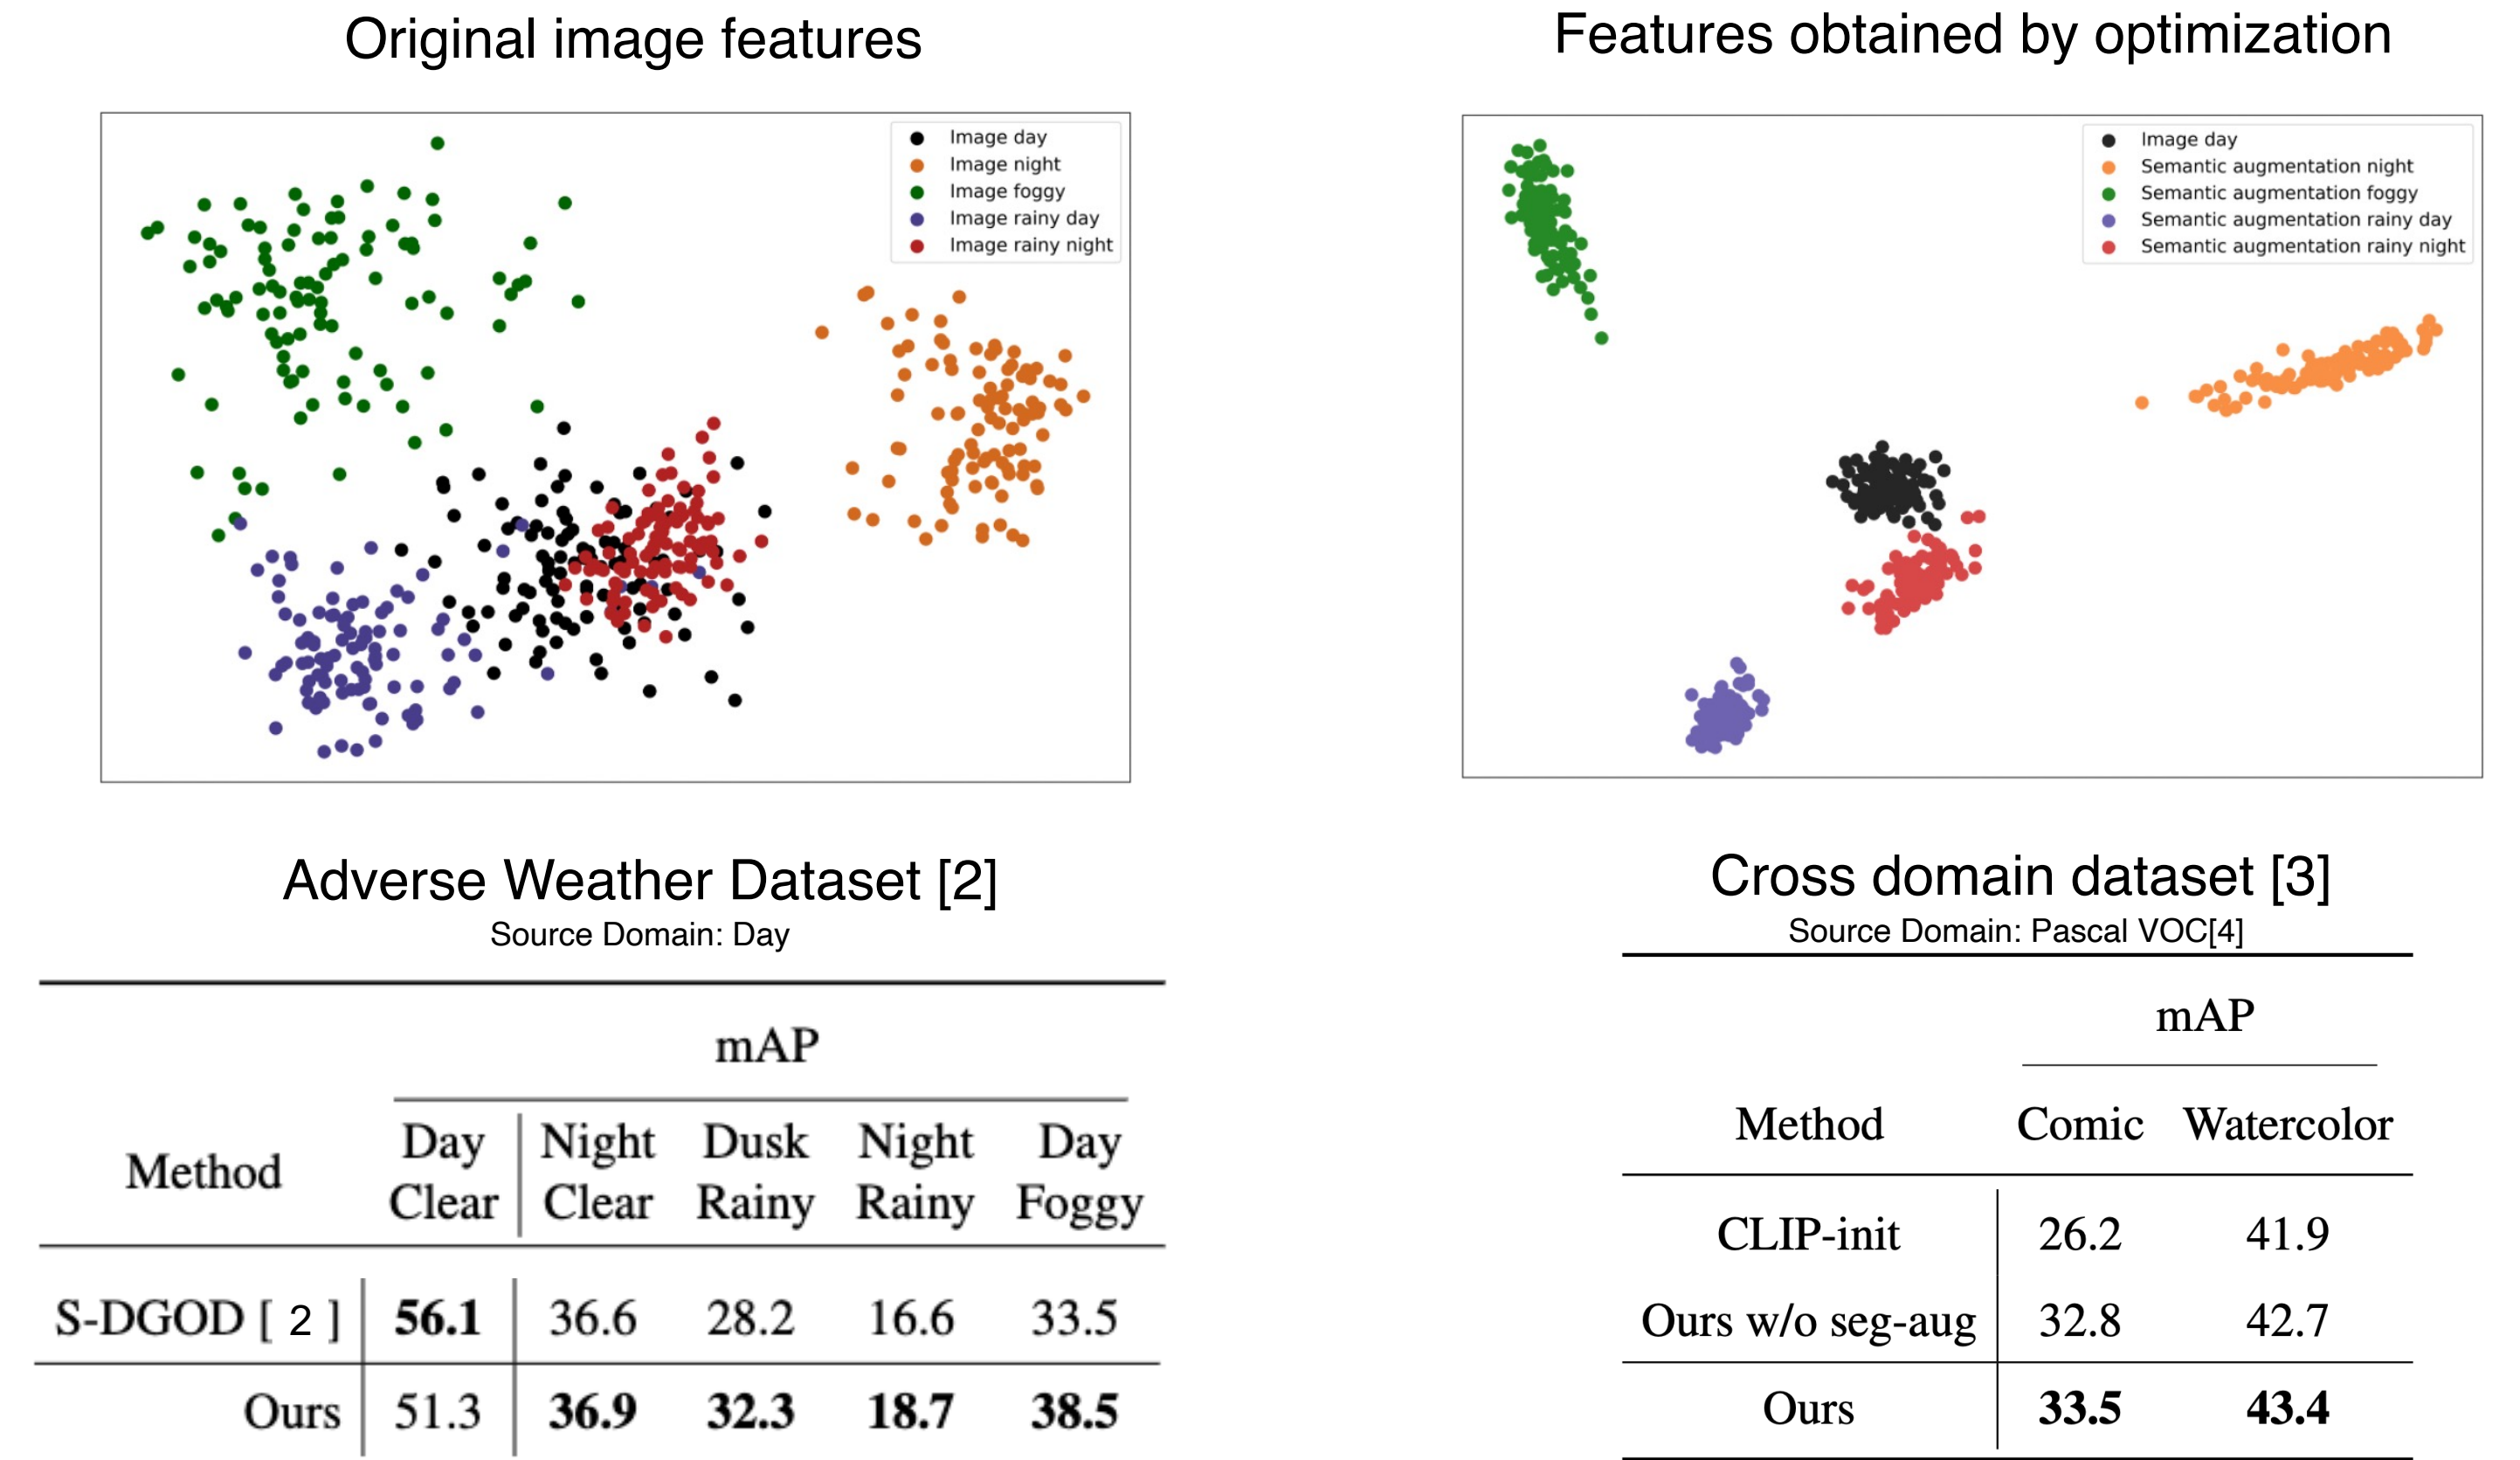 Original image features
Features obtained by optimization
Image day
Image night
Image foggy
Image rainy day
Image rainy night
Image day
Semantic augmentation night
Semantic augmentation foggy
Semantic augmentation rainy day
Semantic augmentation rainy night
Adverse Weather Dataset [2]
Source Domain: Day
mAP
Method Day Clear Night Clear Dusk Rainy Night Rainy Day Foggy
S-DGOD [ 2 ] 56.1 36.6 28.2 16.6 33.5
Ours 51.3 36.9 32.3 18.7 38.5
Cross domain dataset [3]
Source Domain: Pascal VOC[4]
mAP
Method Comic Watercolor
CLIP-init 26.2 41.9
Ours w/o seg-aug 32.8 42.7
Ours 33.5 43.4